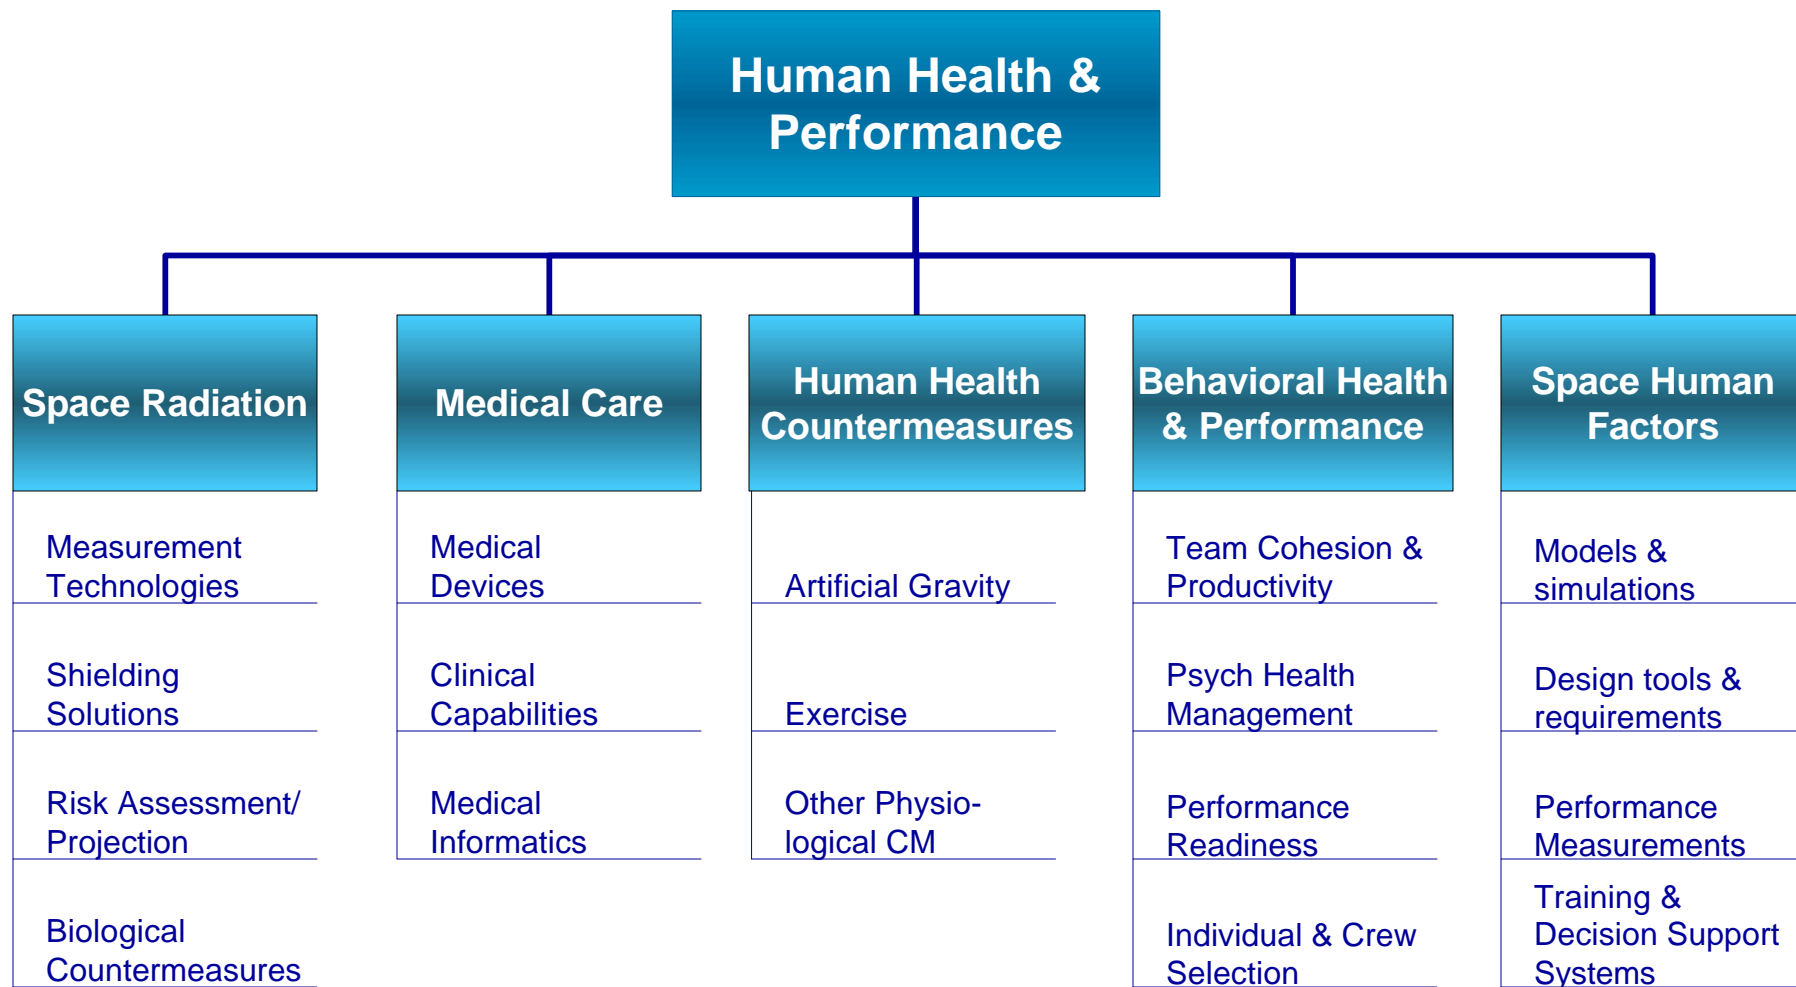 Human Health &
Performance
Space Radiation
Medical Care
Human Health
Countermeasures
Behavioral Health
& Performance
Space Human
Factors
Measurement
Technologies
Shielding
Solutions
Risk Assessment/
Projection
Biological
Countermeasures
Medical
Devices
Clinical
Capabilities
Medical
Informatics
Artificial Gravity
Exercise
Other Physio-
logical CM
Team Cohesion &
Productivity
Psych Health
Management
Performance
Readiness
Individual & Crew
Selection
Models &
simulations
Design tools &
requirements
Performance
Measurements
Training &
Decision Support
Systems